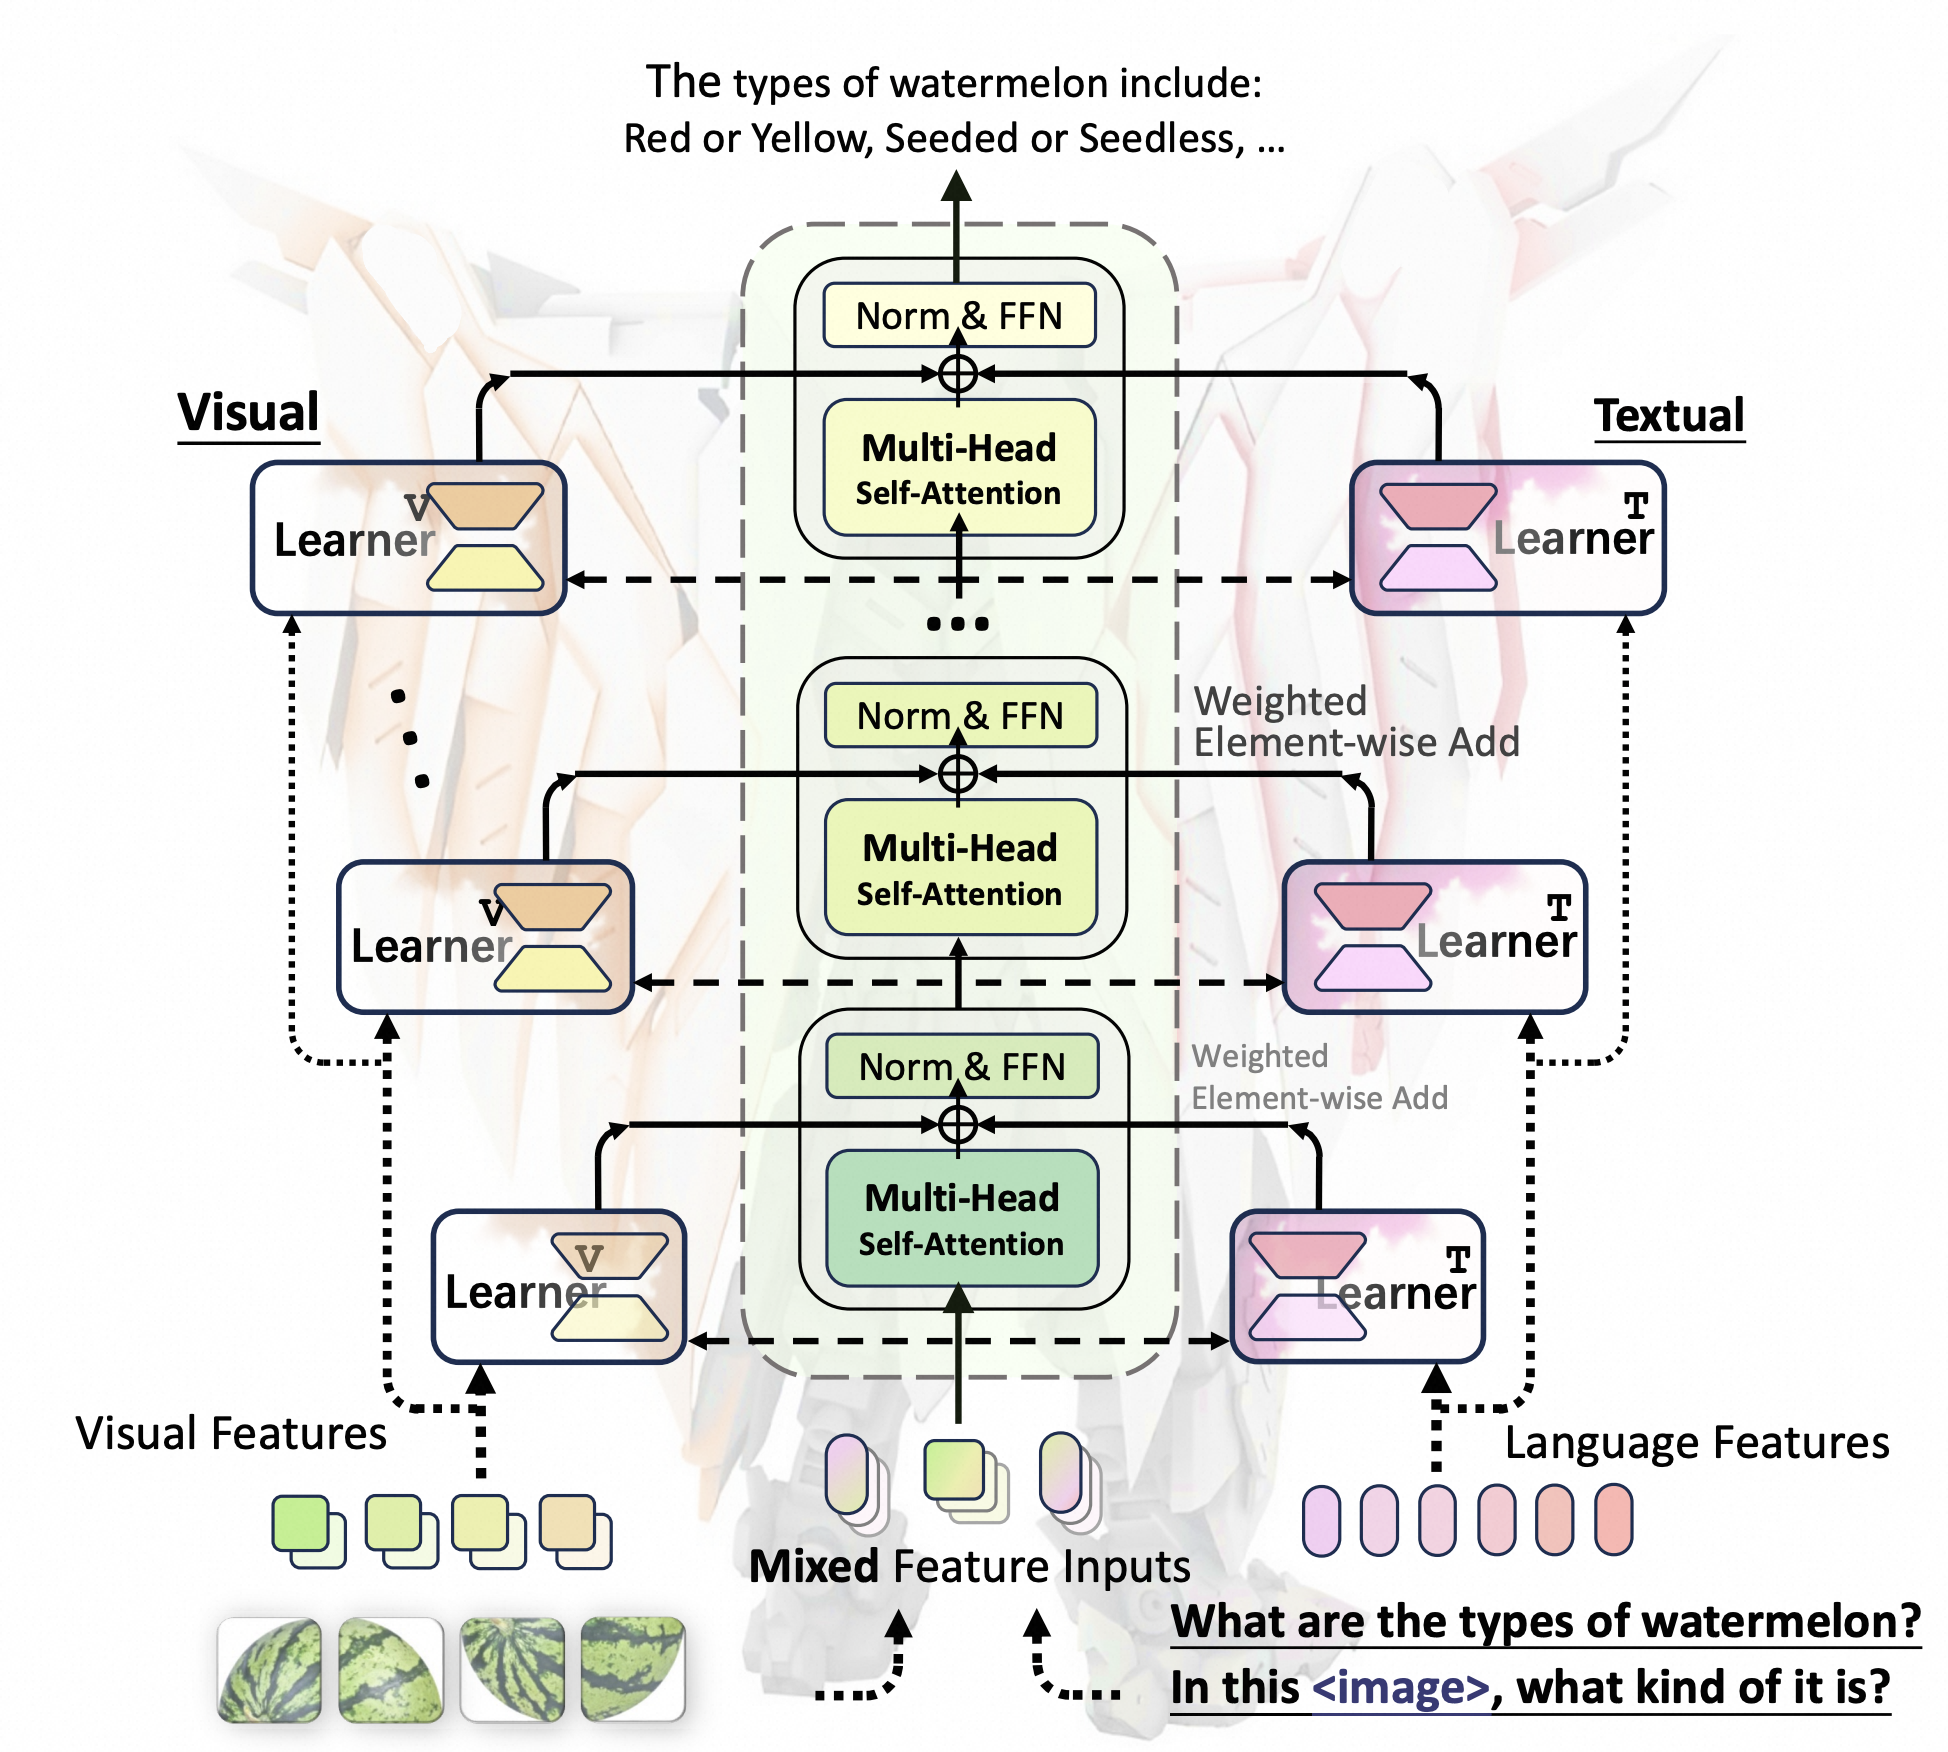 The types of watermelon include:
Red or Yellow, Seeded or Seedless, ...
Norm & FFN
Visual
Textual
Multi-Head
Self-Attention
V
Learner
T
Learner
...
Norm & FFN
Weighted
Element-wise Add
Multi-Head
Self-Attention
V
Learner
T
Learner
Norm & FFN
Weighted
Element-wise Add
Multi-Head
Self-Attention
V
Learner
T
Learner
Visual Features
Language Features
Mixed Feature Inputs
What are the types of watermelon?
In this <image>, what kind of it is?